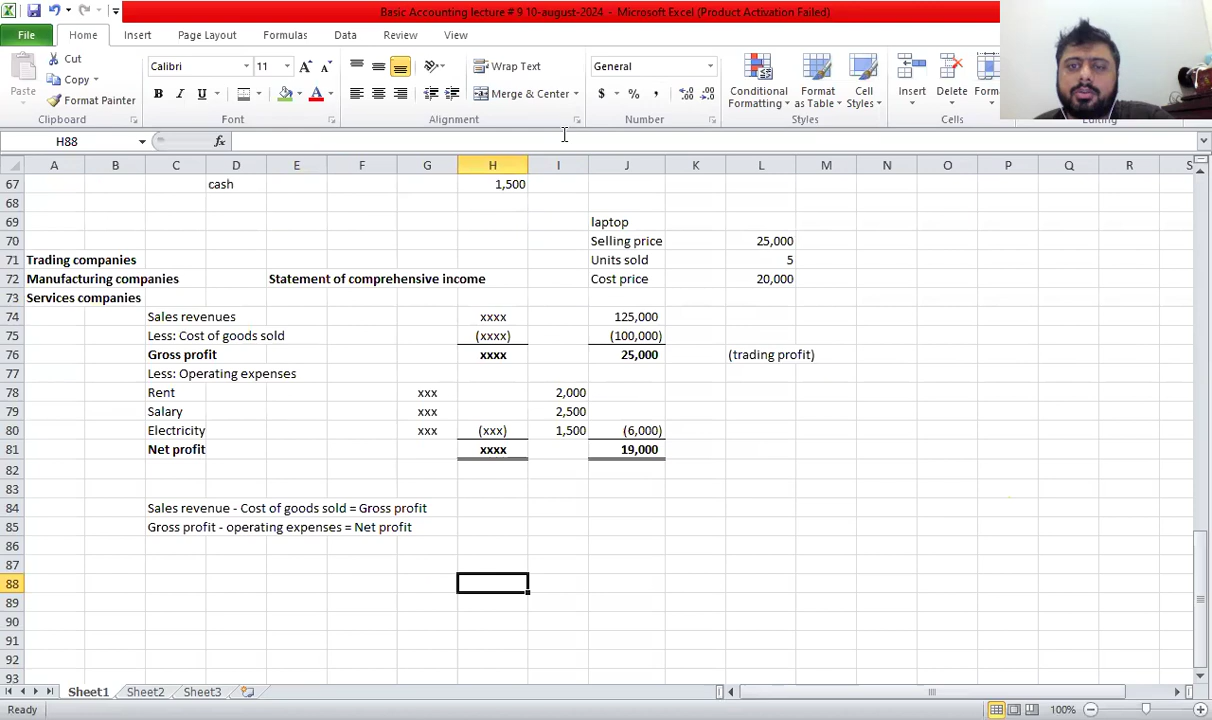 Basic Accounting lecture # 9 10-august-2024 - Microsoft Excel (Product Activation Failed)
File Home Insert Page Layout Formulas Data Review View
Paste Cut Copy Format Painter Clipboard
Calibri 11 B I U A A A Font
Wrap Text Merge & Center Alignment
General $ % , Number
Conditional Formatting Format as Table Cell Styles Styles
Insert Delete Cells
Editing
H88 fx
A B C D E F G H I J K L M N O P Q R S
67 cash 1,500
68
69 laptop
70 Selling price 25,000
71 Trading companies Units sold 5
72 Manufacturing companies Statement of comprehensive income Cost price 20,000
73 Services companies
74 Sales revenues xxxx 125,000
75 Less: Cost of goods sold (xxxx) (100,000)
76 Gross profit xxxx 25,000 (trading profit)
77 Less: Operating expenses
78 Rent xxx 2,000
79 Salary xxx 2,500
80 Electricity xxx (xxx) 1,500 (6,000)
81 Net profit xxxx 19,000
82
83
84 Sales revenue - Cost of goods sold = Gross profit
85 Gross profit - operating expenses = Net profit
86
87
88
89
90
91
92
93
Sheet1 Sheet2 Sheet3
Ready 100%